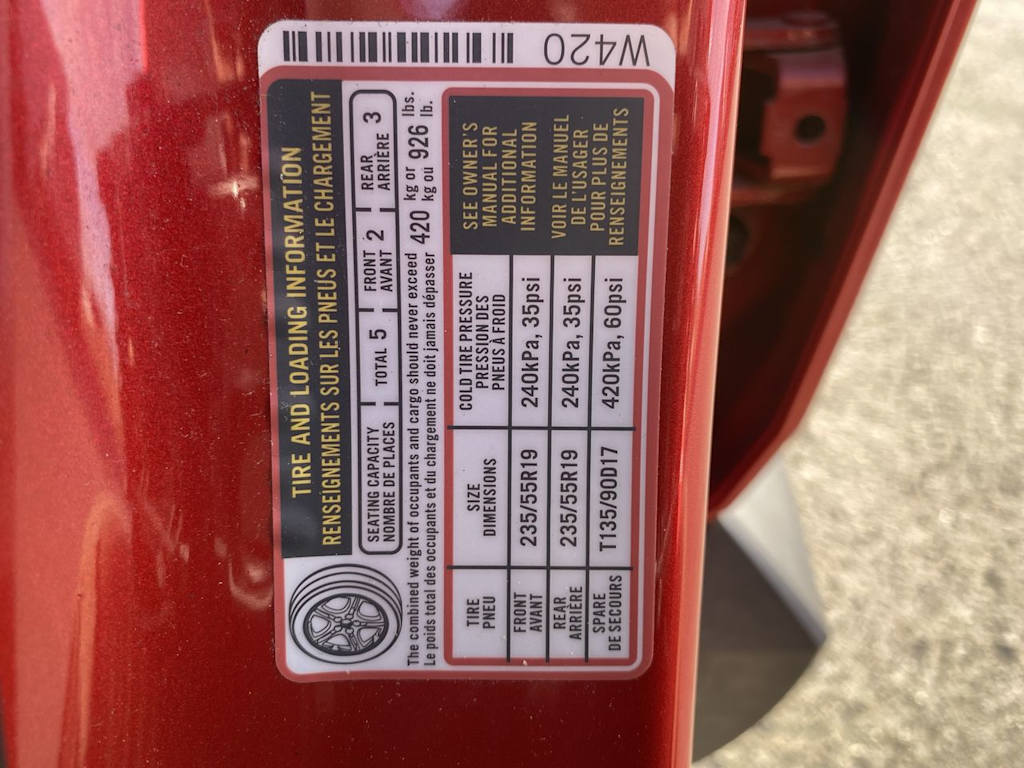 W420
TIRE AND LOADING INFORMATION
RENSEIGNEMENTS SUR LES PNEUS ET LE CHARGEMENT
SEATING CAPACITY
NOMBRE DE PLACES
TOTAL 5
FRONT
AVANT 2
REAR
ARRIÈRE 3
The combined weight of occupants and cargo should never exceed 420 kg or 926 lbs.
Le poids total des occupants et du chargement ne doit jamais dépasser 420 kg ou 926 lb.
TIRE
PNEU
SIZE
DIMENSIONS
COLD TIRE PRESSURE
PRESSION DES
PNEUS À FROID
FRONT
AVANT
235/55R19
240kPa, 35psi
REAR
ARRIÈRE
235/55R19
240kPa, 35psi
SPARE
DE SECOURS
T135/90D17
420kPa, 60psi
SEE OWNER'S
MANUAL FOR
ADDITIONAL
INFORMATION
VOIR LE MANUEL
DE L'USAGER
POUR PLUS DE
RENSEIGNEMENTS